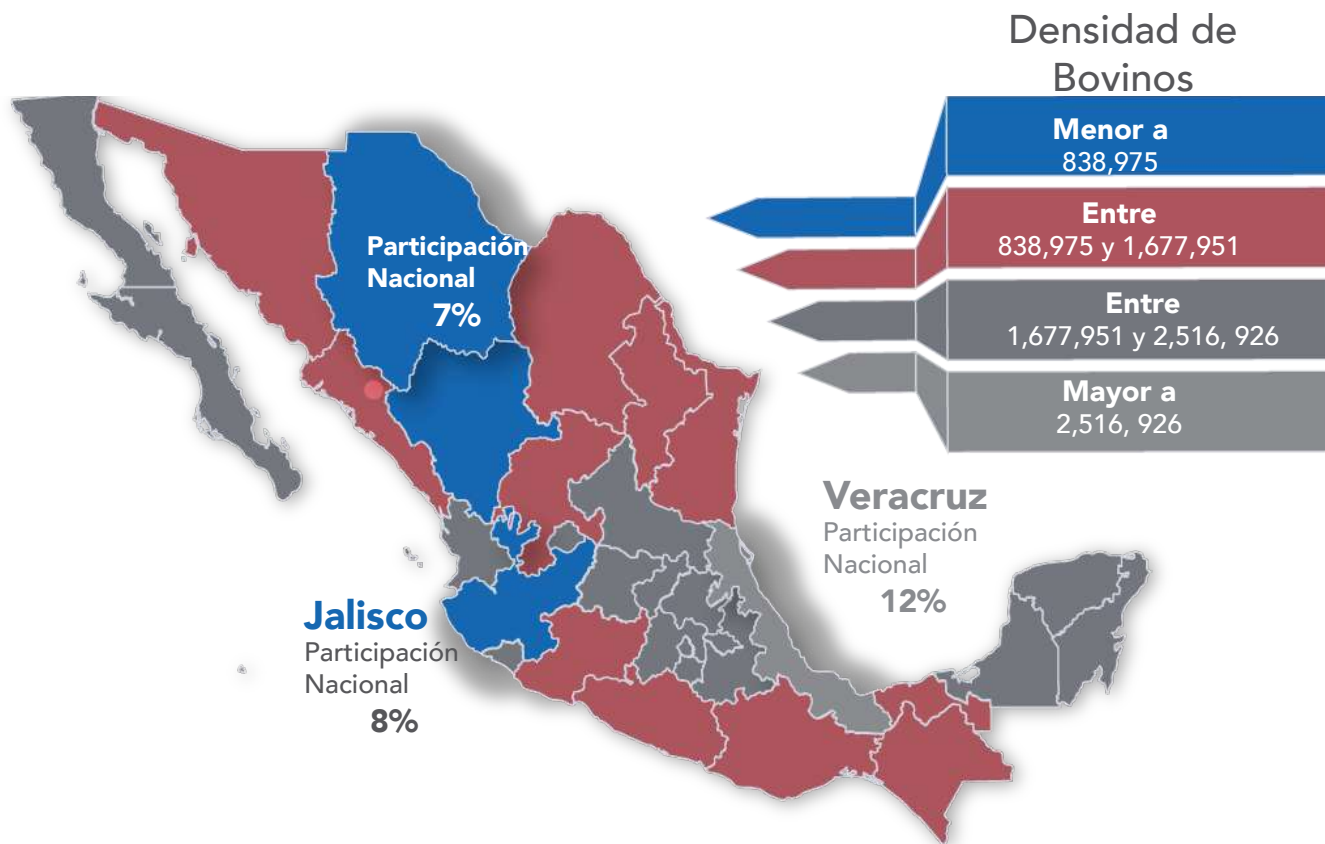 Densidad de
Bovinos
Menor a
838,975
Entre
838,975 y 1,677,951
Entre
1,677,951 y 2,516, 926
Mayor a
2,516, 926
Participación
Nacional
7%
Veracruz
Participación
Nacional
12%
Jalisco
Participación
Nacional
8%